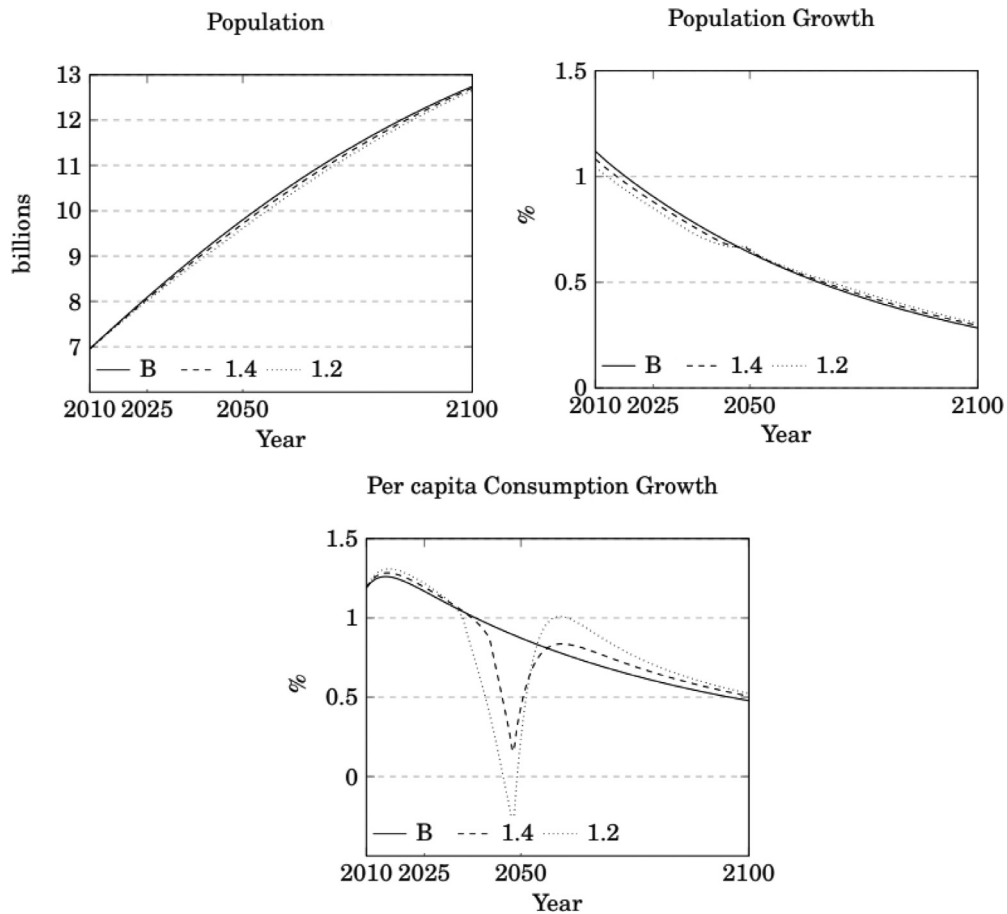 Population
13
12
11
10
9
8
7
billions
B 1.4 1.2
2010 2025 2050 2100
Year
Population Growth
1.5
1
0.5
0
%
B 1.4 1.2
2010 2025 2050 2100
Year
Per capita Consumption Growth
1.5
1
0.5
0
%
B 1.4 1.2
2010 2025 2050 2100
Year